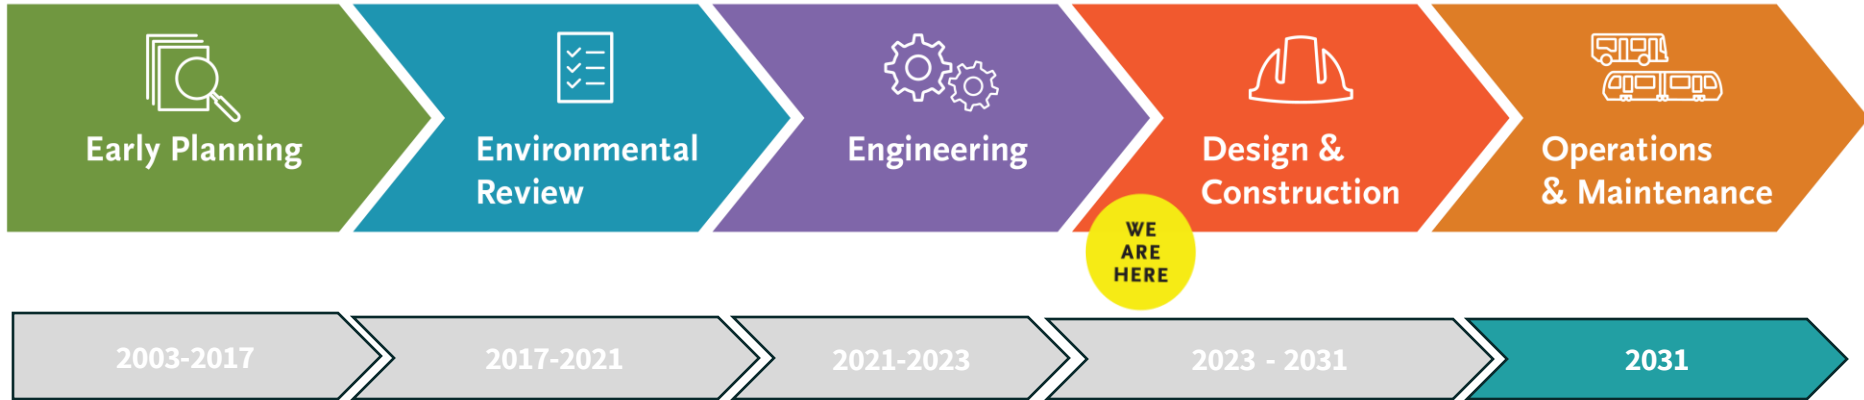 Early Planning
Environmental
Review
Engineering
Design &
Construction
Operations
& Maintenance
WE
ARE
HERE
2003-2017
2017-2021
2021-2023
2023 - 2031
2031